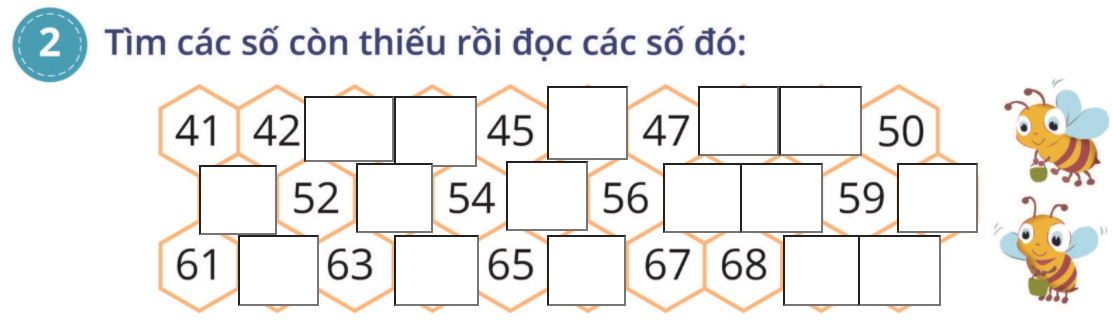 2 Tìm các số còn thiếu rồi đọc các số đó:
41 42 45 47 50
52 54 56 59
61 63 65 67 68